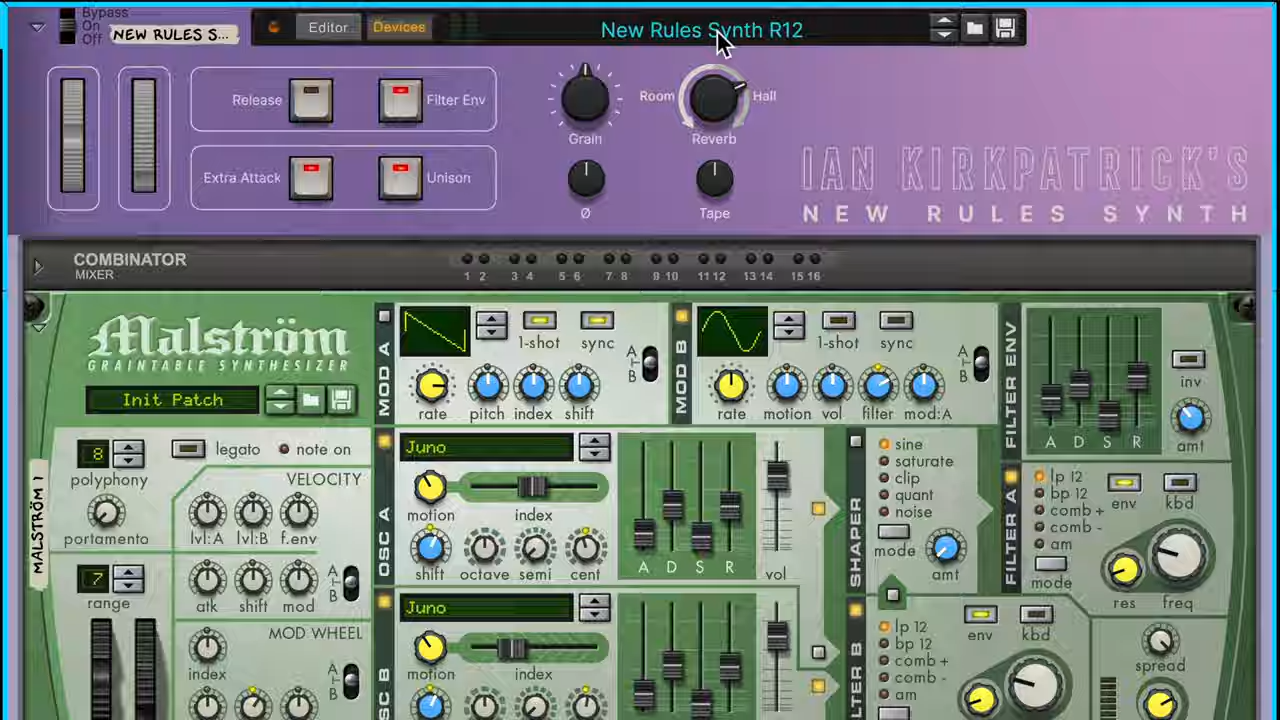 Bypass
On
Off
NEW RULES S...
Editor
Devices
New Rules Synth R12
Release
Filter Env
Extra Attack
Unison
Grain
Ø
Room
Hall
Reverb
Tape
IAN KIRKPATRICK'S
NEW RULES SYNTH
COMBINATOR
MIXER
1 2 3 4 5 6 7 8 9 10 11 12 13 14 15 16
Malström
GRAINTABLE SYNTHESIZER
Init Patch
MALSTRÖM 1
8
polyphony
legato
note on
portamento
7
range
VELOCITY
lvl:A
lvl:B
f.env
atk
shift
mod
A
B
MOD WHEEL
index
A
B
MOD A
1-shot
sync
A
B
rate
pitch
index
shift
MOD B
1-shot
sync
A
B
rate
motion
vol
filter
mod:A
FILTER ENV
A D S R
inv
amt
OSC A
Juno
motion
index
shift
octave
semi
cent
A D S R
vol
SC B
Juno
motion
index
SHAPER
sine
saturate
clip
quant
noise
mode
amt
FILTER A
lp 12
bp 12
comb +
comb -
am
mode
env
kbd
res
freq
LTER B
lp 12
bp 12
comb +
comb -
am
env
kbd
spread